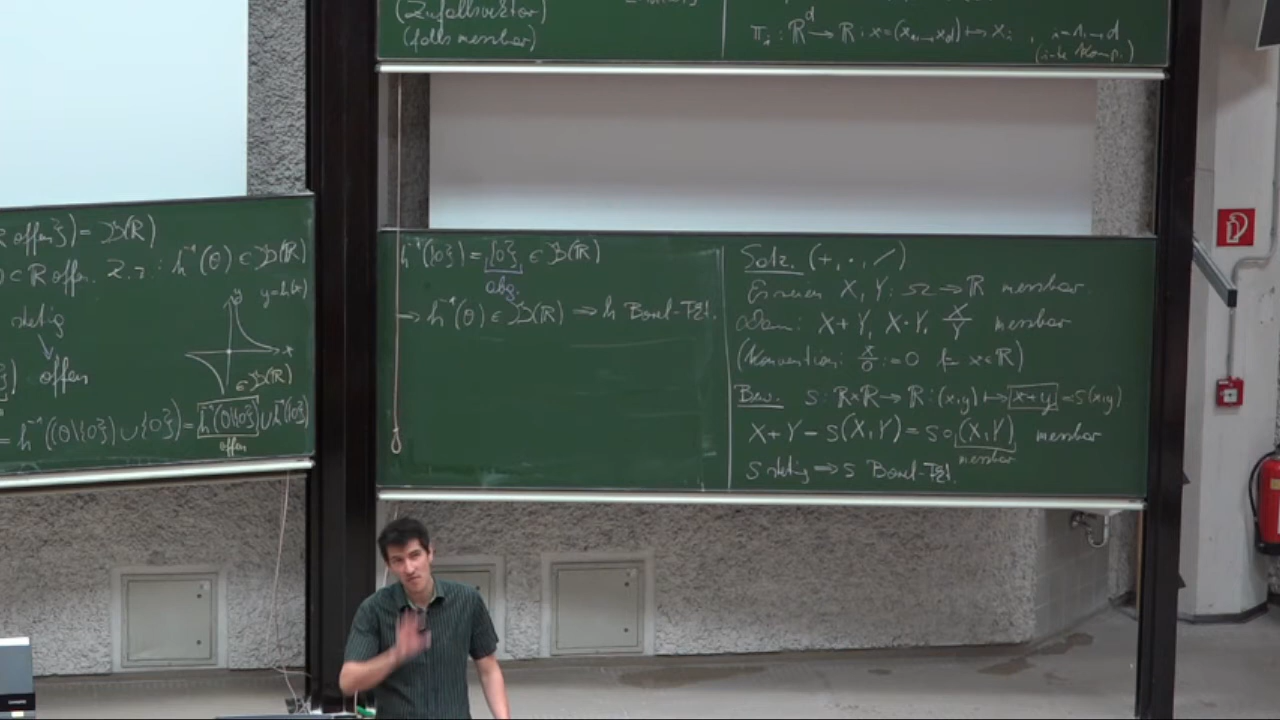 (Zufallsvektor)
(falls messbar)
π_i : ℝ^d → ℝ : x=(x_1,...,x_d) ↦ x_i , i=1,...,d
(i-te Komp.)
offen}) = 𝔅(ℝ)
∈ ℝ offen. Z.z.: h⁻¹(O) ∈ 𝔅(ℝ)
stetig
y y=h(x)
x
offen
∈ 𝔅(ℝ)
= h⁻¹((O\{0}) ∪ {0}) = h⁻¹(O\{0}) ∪ h⁻¹({0})
offen
h⁻¹({0}) = {0} ∈ 𝔅(ℝ)
abg.
→ h⁻¹(O) ∈ 𝔅(ℝ) ⇒ h Borel-Fkt.
Satz. (+, ·, /)
Es seien X, Y : Ω → ℝ messbar.
dann: X+Y, X·Y, X/Y messbar
(Konvention: x/0 := 0 für x∈ℝ)
Bew. S : ℝ×ℝ → ℝ : (x,y) ↦ x+y = S(x,y)
X+Y = S(X,Y) = S∘(X,Y) messbar
messbar
S stetig ⇒ S Borel-Fkt.